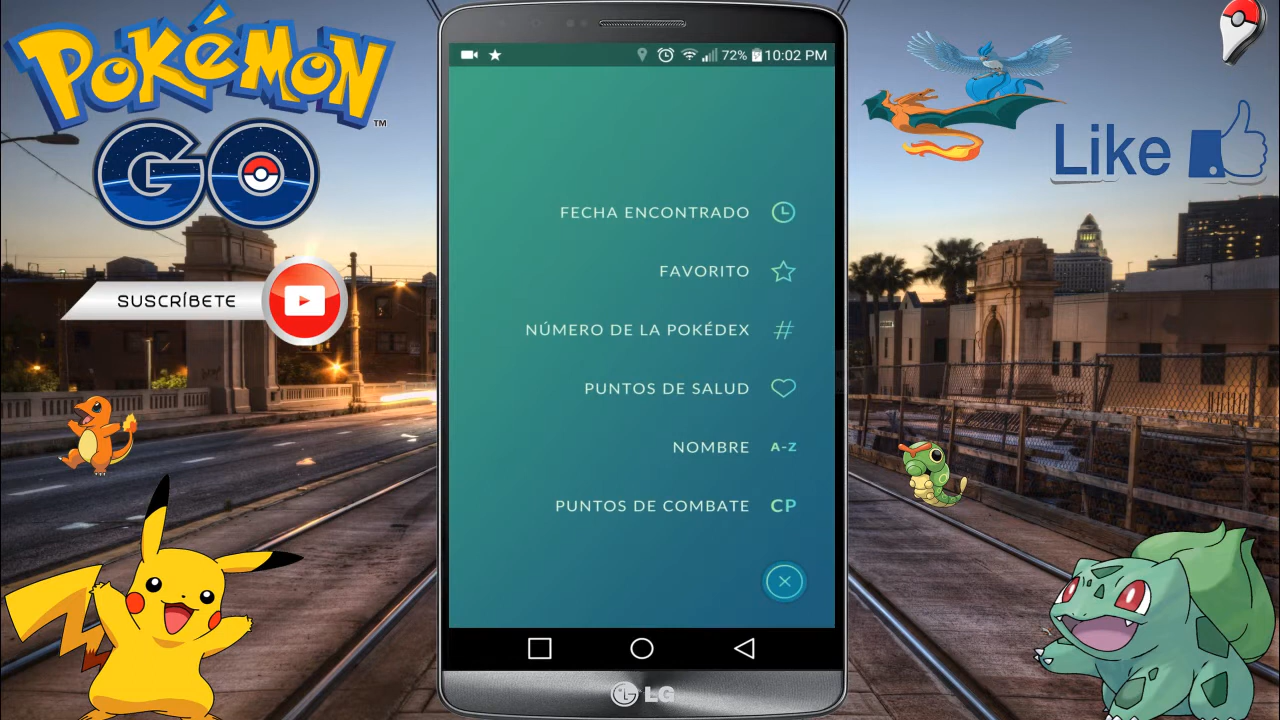 POKéMON
TM
GO
SUSCRÍBETE
Like
72% 10:02 PM
FECHA ENCONTRADO
FAVORITO
NÚMERO DE LA POKÉDEX #
PUNTOS DE SALUD
NOMBRE A-Z
PUNTOS DE COMBATE CP
LG